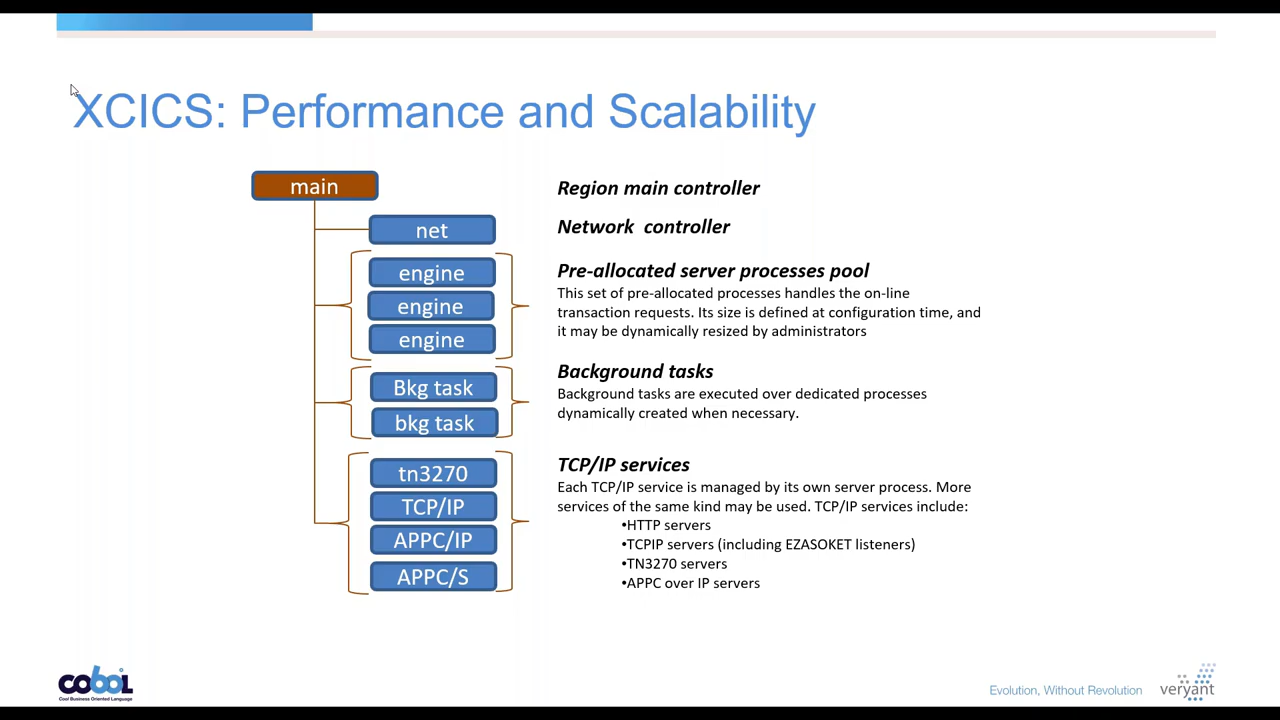 XCICS: Performance and Scalability
main
Region main controller
net
Network controller
engine
engine
engine
Pre-allocated server processes pool
This set of pre-allocated processes handles the on-line
transaction requests. Its size is defined at configuration time, and
it may be dynamically resized by administrators
Bkg task
bkg task
Background tasks
Background tasks are executed over dedicated processes
dynamically created when necessary.
tn3270
TCP/IP
APPC/IP
APPC/S
TCP/IP services
Each TCP/IP service is managed by its own server process. More
services of the same kind may be used. TCP/IP services include:
•HTTP servers
•TCPIP servers (including EZASOKET listeners)
•TN3270 servers
•APPC over IP servers
cobol
Cool Business Oriented Language
Evolution, Without Revolution
veryant